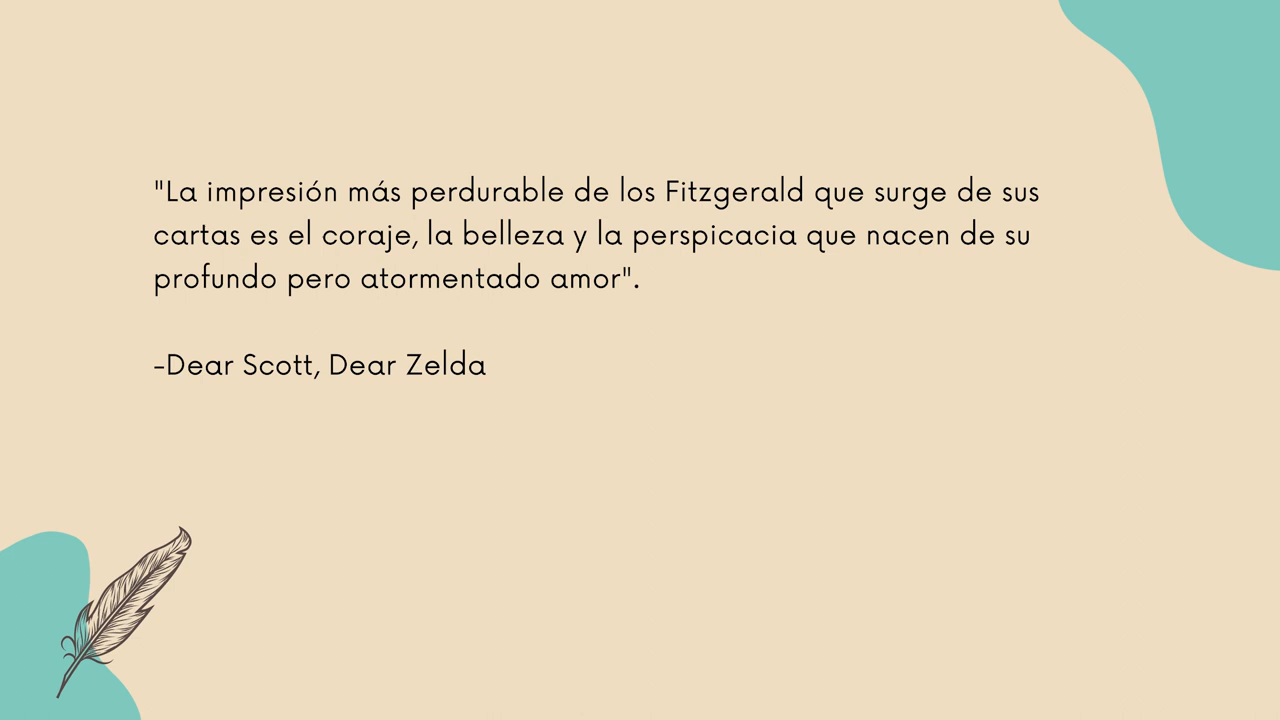 "La impresión más perdurable de los Fitzgerald que surge de sus
cartas es el coraje, la belleza y la perspicacia que nacen de su
profundo pero atormentado amor".
-Dear Scott, Dear Zelda